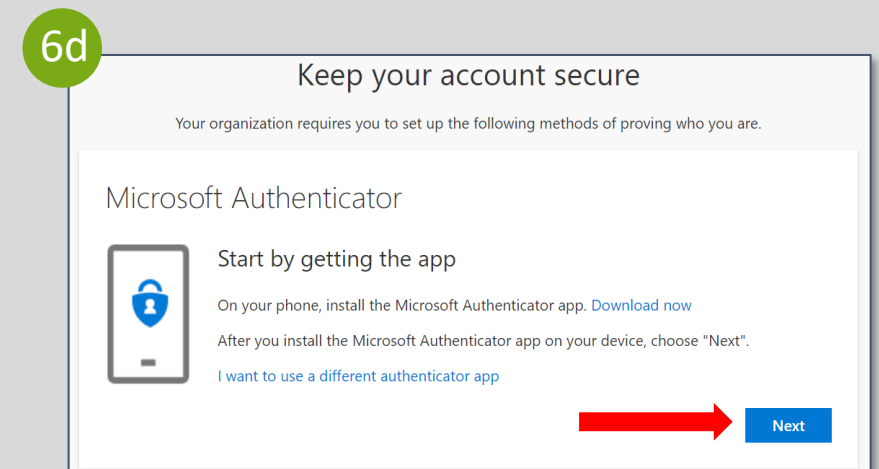 6d
Keep your account secure
Your organization requires you to set up the following methods of proving who you are.
Microsoft Authenticator
Start by getting the app
On your phone, install the Microsoft Authenticator app. Download now
After you install the Microsoft Authenticator app on your device, choose "Next".
I want to use a different authenticator app
Next